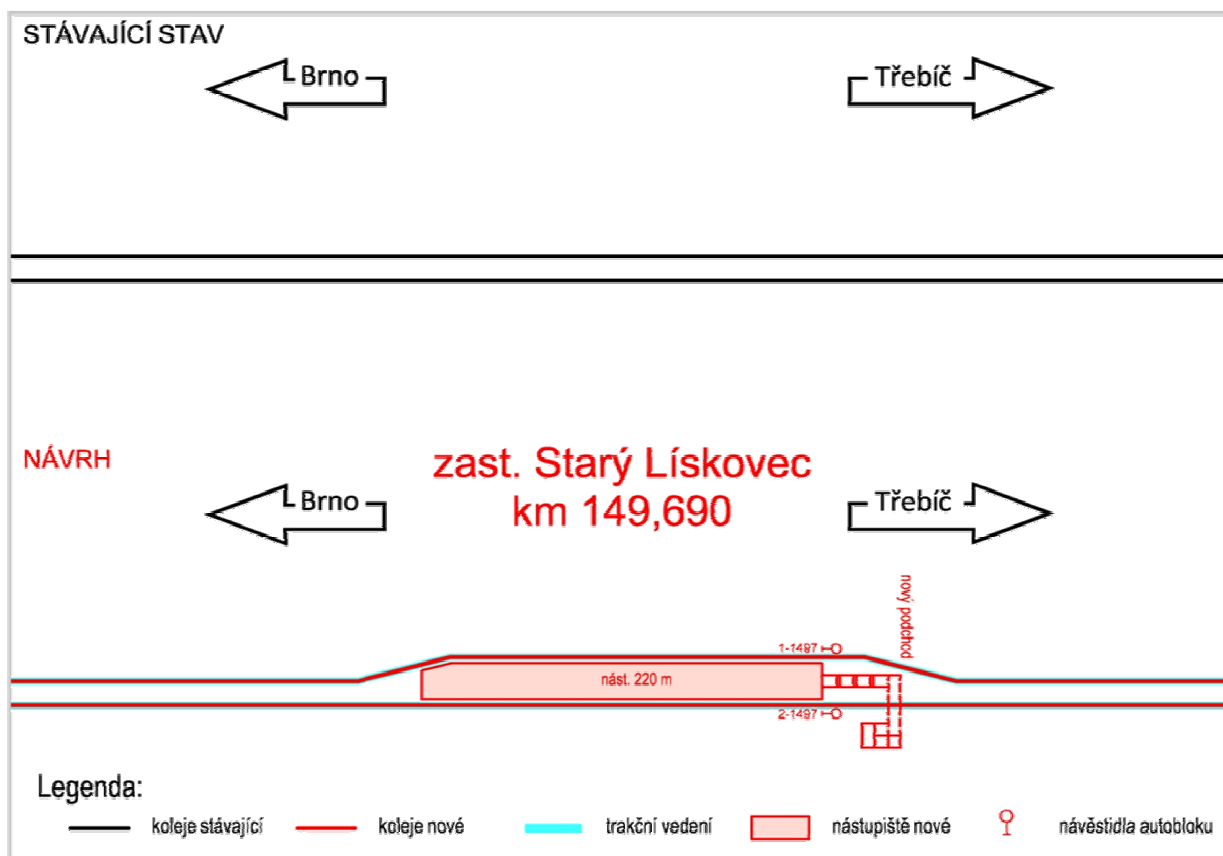 STÁVAJÍCÍ STAV
Brno
Třebíč
NÁVRH
zast. Starý Lískovec
km 149,690
Brno
Třebíč
nový podchod
1-1497
nást. 220 m
2-1497
Legenda:
koleje stávající
koleje nové
trakční vedení
nástupiště nové
návěstidla autobloku